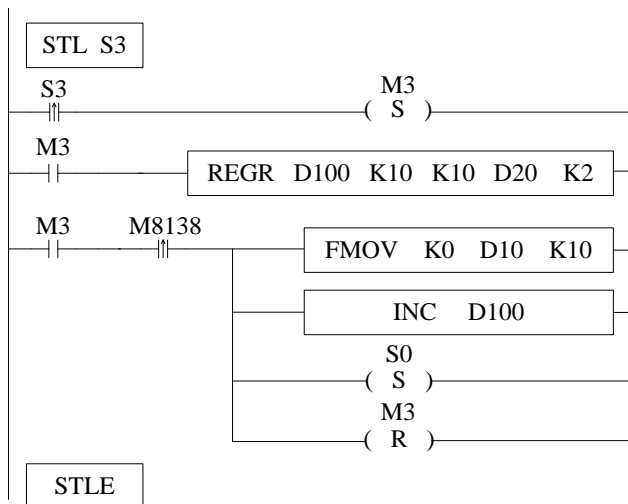 STL S3
S3
M3
( S )
M3
REGR D100 K10 K10 D20 K2
M3 M8138
FMOV K0 D10 K10
INC D100
S0
( S )
M3
( R )
STLE